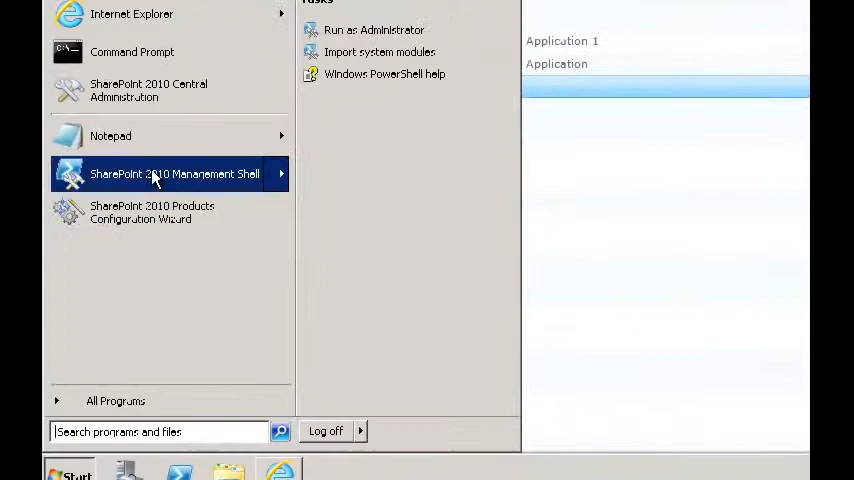 Internet Explorer
Command Prompt
SharePoint 2010 Central
Administration
Notepad
SharePoint 2010 Management Shell
SharePoint 2010 Products
Configuration Wizard
All Programs
Search programs and files
Start
Tasks
Run as Administrator
Import system modules
Windows PowerShell help
Log off
Application 1
Application